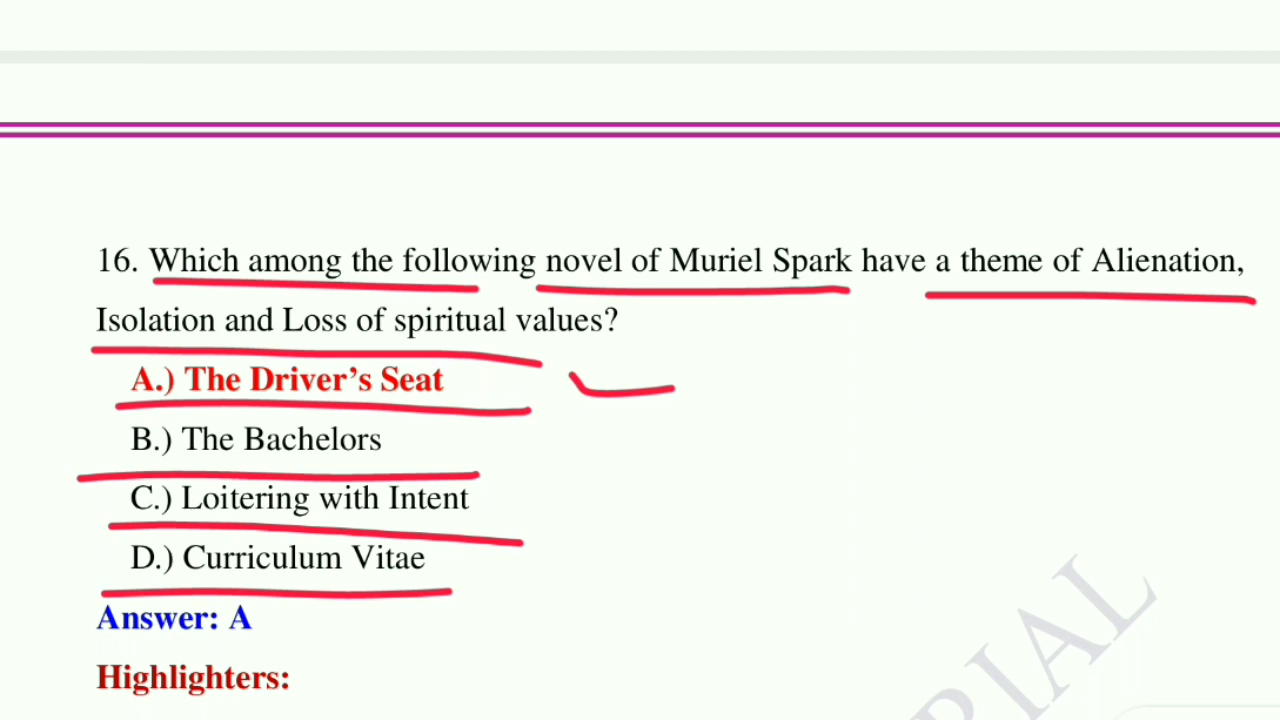 16. Which among the following novel of Muriel Spark have a theme of Alienation,
Isolation and Loss of spiritual values?
A.) The Driver’s Seat
B.) The Bachelors
C.) Loitering with Intent
D.) Curriculum Vitae
Answer: A
Highlighters: